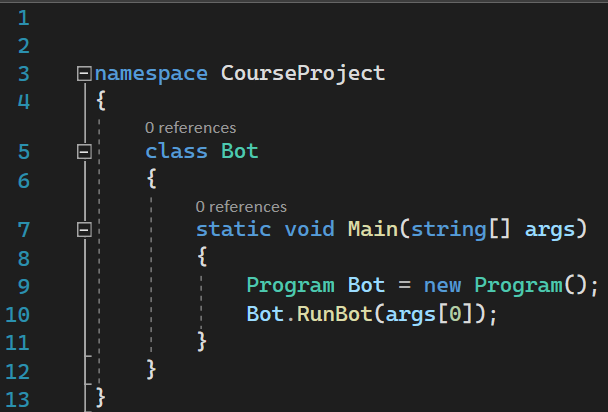 1
2
3 namespace CourseProject
4 {
0 references
5 class Bot
6 {
0 references
7 static void Main(string[] args)
8 {
9 Program Bot = new Program();
10 Bot.RunBot(args[0]);
11 }
12 }
13 }